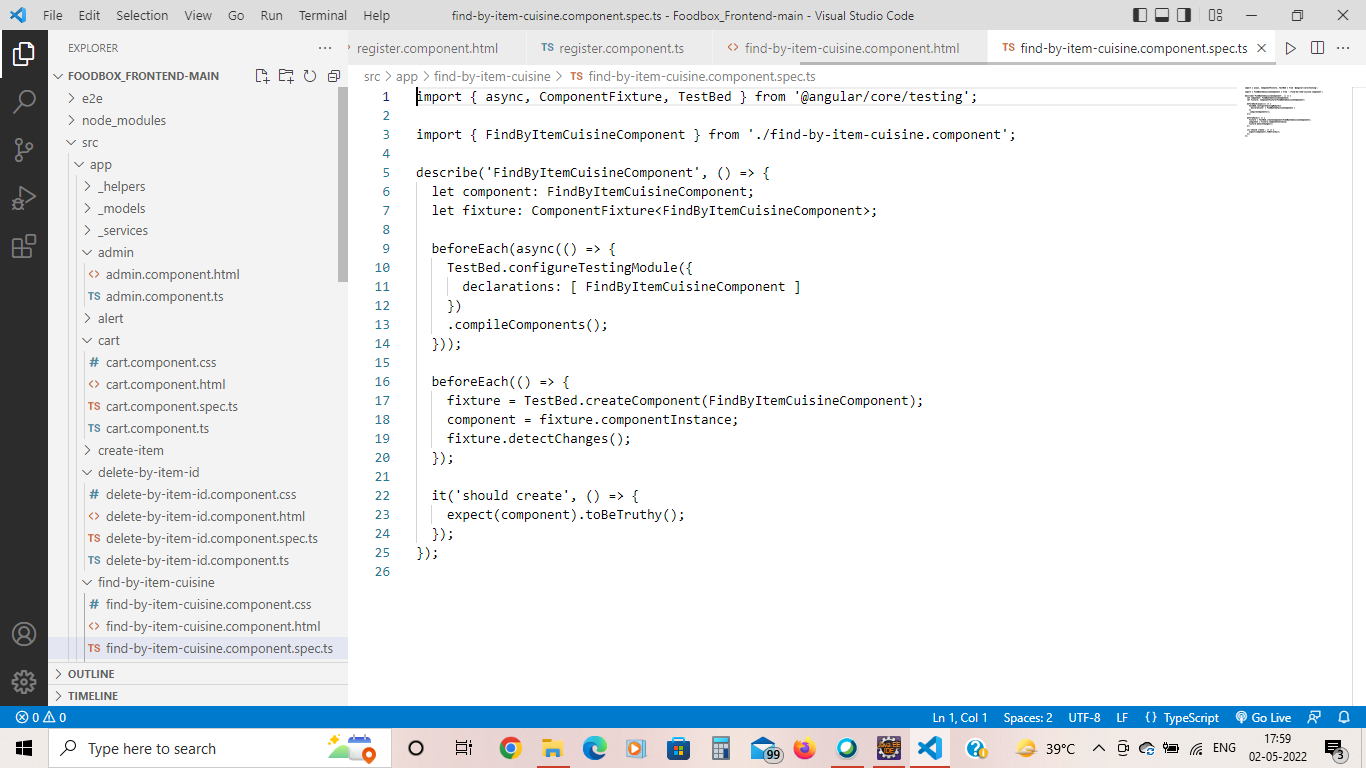 File Edit Selection View Go Run Terminal Help
find-by-item-cuisine.component.spec.ts - Foodbox_Frontend-main - Visual Studio Code
EXPLORER
register.component.html
TS register.component.ts
find-by-item-cuisine.component.html
TS find-by-item-cuisine.component.spec.ts
FOODBOX_FRONTEND-MAIN
e2e
node_modules
src
app
_helpers
_models
_services
admin
admin.component.html
TS admin.component.ts
alert
cart
# cart.component.css
cart.component.html
TS cart.component.spec.ts
TS cart.component.ts
create-item
delete-by-item-id
# delete-by-item-id.component.css
delete-by-item-id.component.html
TS delete-by-item-id.component.spec.ts
TS delete-by-item-id.component.ts
find-by-item-cuisine
# find-by-item-cuisine.component.css
find-by-item-cuisine.component.html
TS find-by-item-cuisine.component.spec.ts
OUTLINE
TIMELINE
src > app > find-by-item-cuisine > TS find-by-item-cuisine.component.spec.ts
1 import { async, ComponentFixture, TestBed } from '@angular/core/testing';
2
3 import { FindByItemCuisineComponent } from './find-by-item-cuisine.component';
4
5 describe('FindByItemCuisineComponent', () => {
6 let component: FindByItemCuisineComponent;
7 let fixture: ComponentFixture<FindByItemCuisineComponent>;
8
9 beforeEach(async(() => {
10 TestBed.configureTestingModule({
11 declarations: [ FindByItemCuisineComponent ]
12 })
13 .compileComponents();
14 }));
15
16 beforeEach(() => {
17 fixture = TestBed.createComponent(FindByItemCuisineComponent);
18 component = fixture.componentInstance;
19 fixture.detectChanges();
20 });
21
22 it('should create', () => {
23 expect(component).toBeTruthy();
24 });
25 });
26
0 0
Ln 1, Col 1 Spaces: 2 UTF-8 LF {} TypeScript Go Live
Type here to search
99
JAVA EE IDE
39°C
ENG
17:59
02-05-2022
3